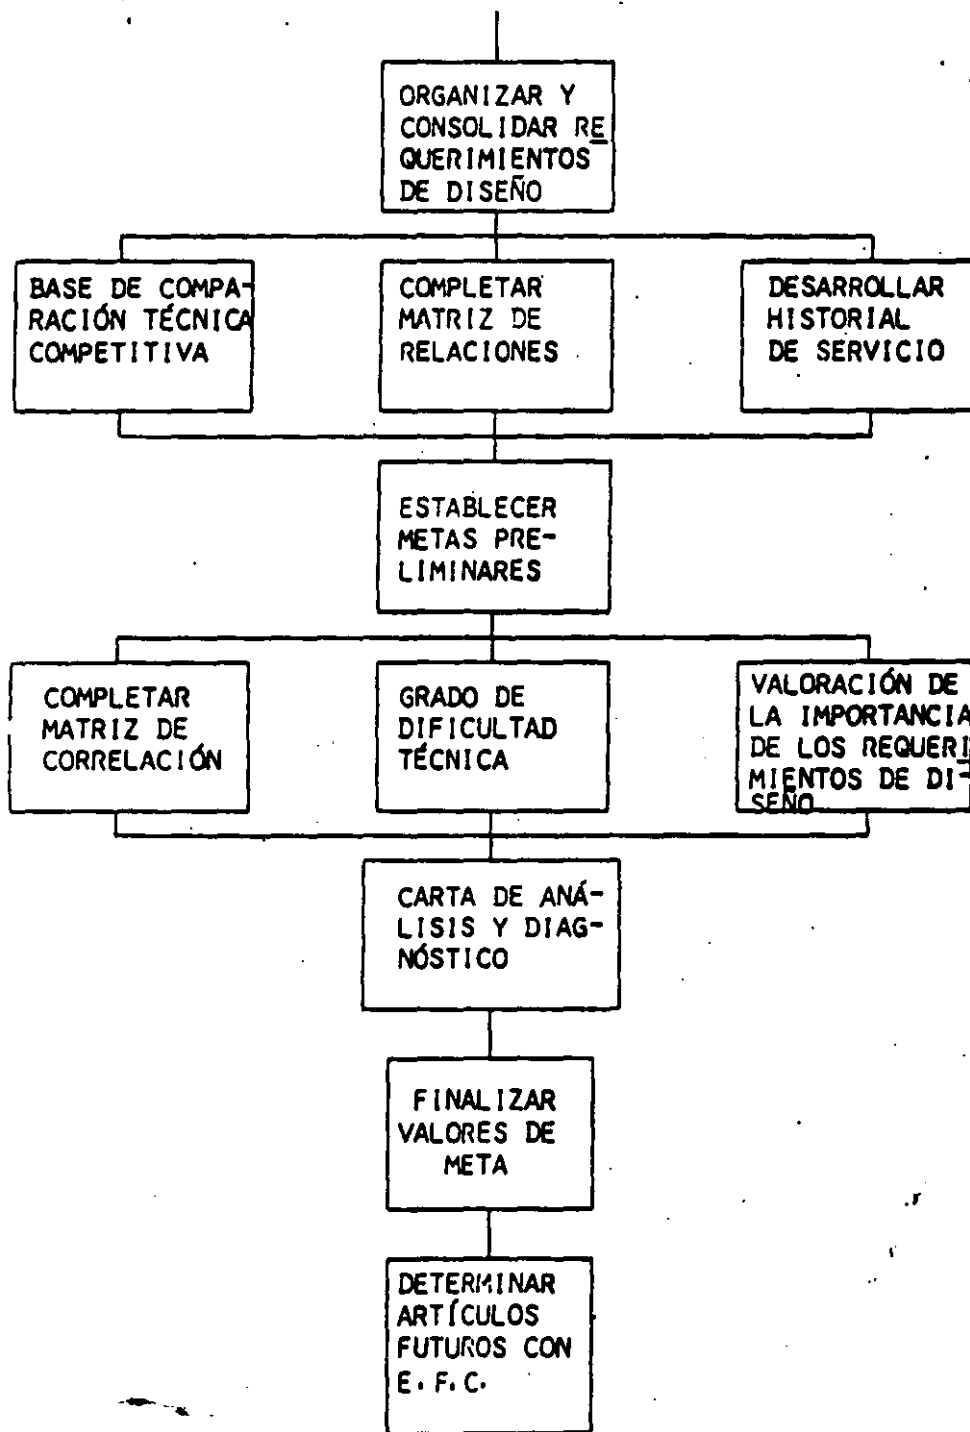 ORGANIZAR Y
CONSOLIDAR RE
QUERIMIENTOS
DE DISEÑO
BASE DE COMPA-
RACIÓN TÉCNICA
COMPETITIVA
COMPLETAR
MATRIZ DE
RELACIONES
DESARROLLAR
HISTORIAL
DE SERVICIO
ESTABLECER
METAS PRE-
LIMINARES
COMPLETAR
MATRIZ DE
CORRELACIÓN
GRADO DE
DIFICULTAD
TÉCNICA
VALORACIÓN DE
LA IMPORTANCIA
DE LOS REQUERI
MIENTOS DE DI-
SEÑO
CARTA DE ANÁ-
LISIS Y DIAG-
NÓSTICO
FINALIZAR
VALORES DE
META
DETERMINAR
ARTÍCULOS
FUTUROS CON
E.F.C.